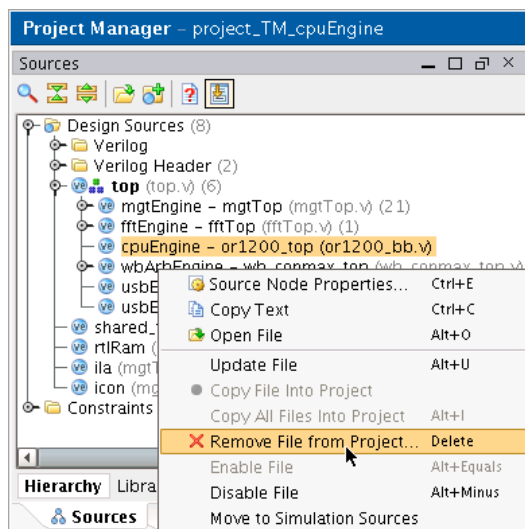 Project Manager – project_TM_cpuEngine
Sources
Design Sources (8)
Verilog
Verilog Header (2)
top (top.v) (6)
mgtEngine – mgtTop (mgtTop.v) (21)
fftEngine – fftTop (fftTop.v) (1)
cpuEngine – or1200_top (or1200_bb.v)
wbArbEngine – wb_conmax_top (wb_conmax_top.v)
usbE
Source Node Properties... Ctrl+E
usbE
Copy Text Ctrl+C
shared_
Open File Alt+O
rtlRam (
ila (mgtT
Update File Alt+U
icon (mg
Copy File Into Project
Constraints
Copy All Files Into Project Alt+I
Remove File from Project... Delete
Enable File Alt+Equals
Hierarchy Libra
Disable File Alt+Minus
Sources
Move to Simulation Sources